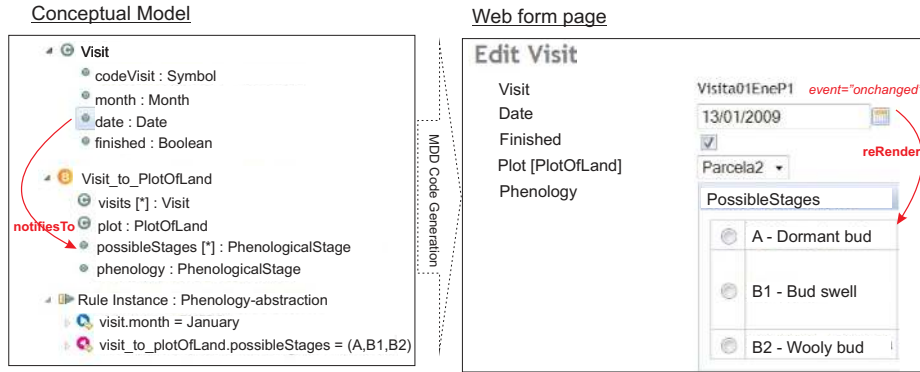 Conceptual Model
Visit
codeVisit : Symbol
month : Month
date : Date
finished : Boolean
Visit_to_PlotOfLand
visits [*] : Visit
notifiesTo
plot : PlotOfLand
possibleStages [*] : PhenologicalStage
phenology : PhenologicalStage
Rule Instance : Phenology-abstraction
visit.month = January
visit_to_plotOfLand.possibleStages = (A,B1,B2)
MDD Code Generation
Web form page
Edit Visit
Visit Visita01EneP1 event="onchanged"
Date 13/01/2009
Finished
reRender
Plot [PlotOfLand] Parcela2
Phenology
PossibleStages
A - Dormant bud
B1 - Bud swell
B2 - Wooly bud